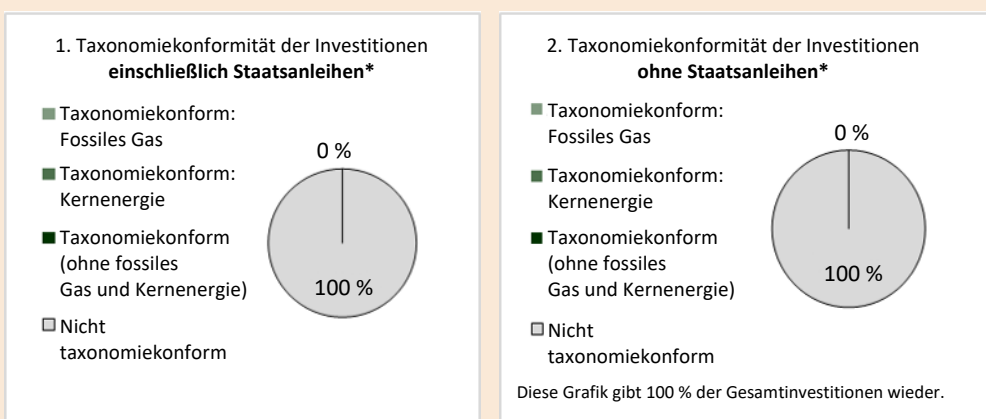 1. Taxonomiekonformität der Investitionen
einschließlich Staatsanleihen*
Taxonomiekonform:
Fossiles Gas
Taxonomiekonform:
Kernenergie
Taxonomiekonform
(ohne fossiles
Gas und Kernenergie)
Nicht
taxonomiekonform
0 %
100 %
2. Taxonomiekonformität der Investitionen
ohne Staatsanleihen*
Taxonomiekonform:
Fossiles Gas
Taxonomiekonform:
Kernenergie
Taxonomiekonform
(ohne fossiles
Gas und Kernenergie)
Nicht
taxonomiekonform
0 %
100 %
Diese Grafik gibt 100 % der Gesamtinvestitionen wieder.